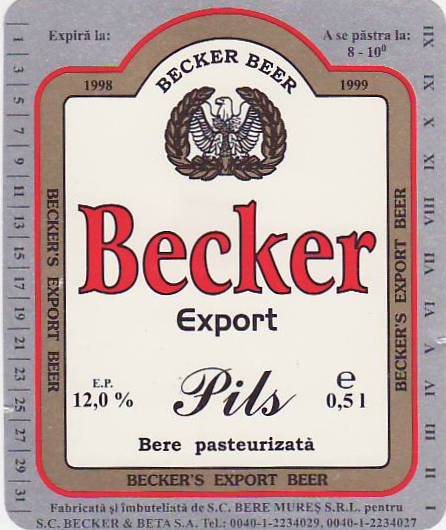 Expiră la:
A se păstra la:
8 - 10⁰
1998
1999
BECKER BEER
Becker
Export
E.P.
12,0 %
Pils
e
0,5 l
Bere pasteurizată
BECKER'S EXPORT BEER
BECKER'S EXPORT BEER
BECKER'S EXPORT BEER
1 | 3 | 5 | 7 | 9 | 11 | 13 | 15 | 17 | 19 | 21 | 23 | 25 | 27 | 29 | 31 |
XII XI X IX VIII VII VI V IV III II I
Fabricată şi îmbuteliată de S.C. BERE MUREŞ S.R.L. pentru
S.C. BECKER & BETA S.A. Tel.: 0040-1-2234029, 0040-1-2234027